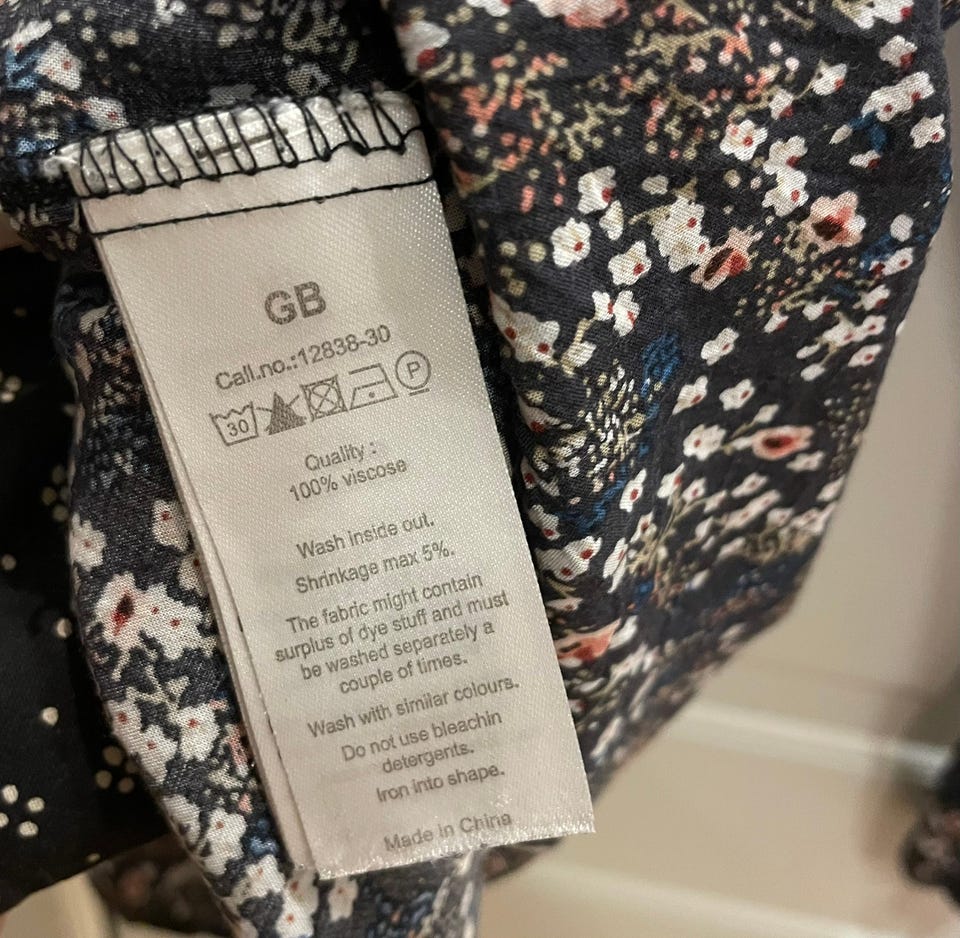 GB
Call.no.:12838-30
30 P
Quality :
100% viscose
Wash inside out.
Shrinkage max 5%.
The fabric might contain
surplus of dye stuff and must
be washed separately a
couple of times.
Wash with similar colours.
Do not use bleachin
detergents.
Iron into shape.
Made in China